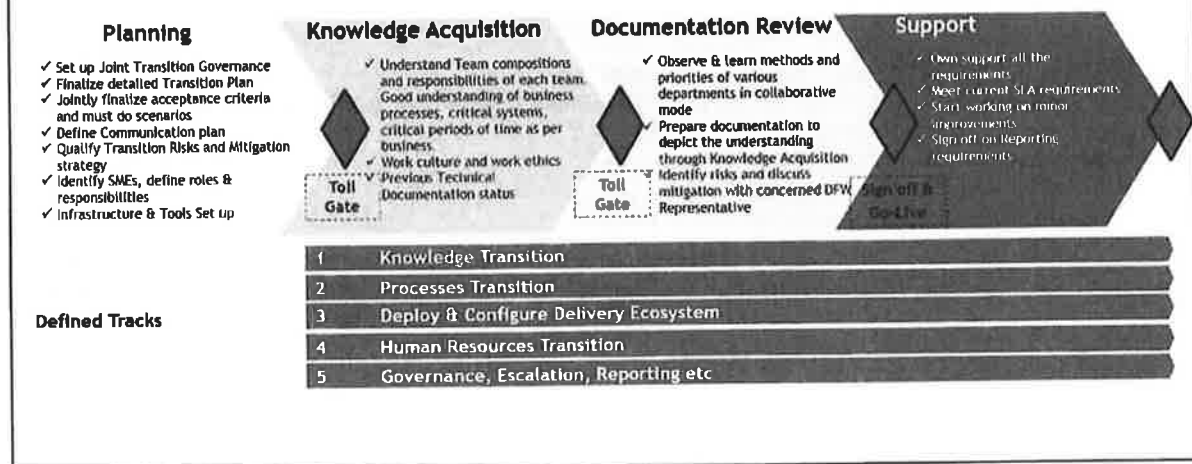 Planning
✓ Set up Joint Transition Governance
✓ Finalize detailed Transition Plan
✓ Jointly finalize acceptance criteria
and must do scenarios
✓ Define Communication plan
✓ Qualify Transition Risks and Mitigation
strategy
✓ Identify SMEs, define roles &
responsibilities
✓ Infrastructure & Tools Set up
Knowledge Acquisition
✓ Understand Team compositions
and responsibilities of each team.
Good understanding of business
processes, critical systems,
critical periods of time as per
business.
✓ Work culture and work ethics
✓ Previous Technical
Documentation status
Toll
Gate
Documentation Review
✓ Observe & learn methods and
priorities of various
departments in collaborative
mode
✓ Prepare documentation to
depict the understanding
through Knowledge Acquisition
✓ Identify risks and discuss
mitigation with concerned DFW
Representative
Toll
Gate
Support
✓ Own support all the
requirements
✓ Meet current SLA requirements
✓ Start working on minor
improvements
✓ Sign off on Reporting
requirements
Sign off &
Go-Live
Defined Tracks
1 Knowledge Transition
2 Processes Transition
3 Deploy & Configure Delivery Ecosystem
4 Human Resources Transition
5 Governance, Escalation, Reporting etc